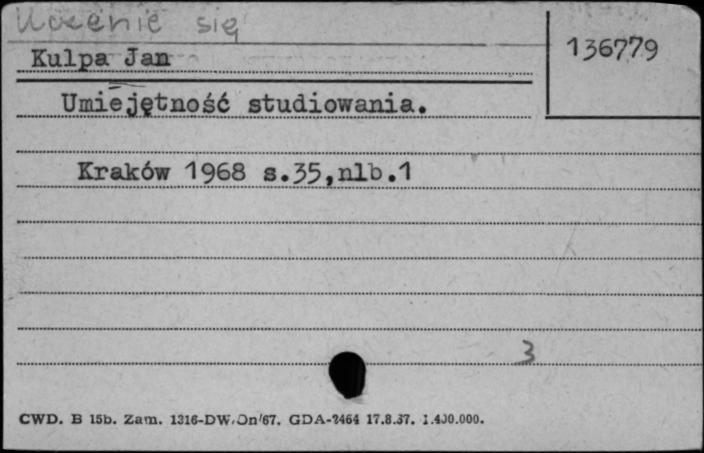 Uczenie się
136779
Kulpa Jan
Umiejętność studiowania.
Kraków 1968 s.35,nlb.1
3
CWD. B 15b. Zam. 1316-DW/On/67. GDA-2464 17.8.67. 1.400.000.